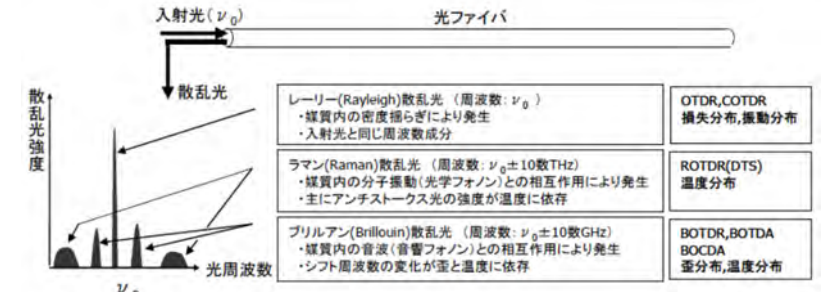 入射光(ν0)
光ファイバ
散乱光
散乱光強度
レーリー(Rayleigh)散乱光 (周波数: ν0 )
・媒質内の密度揺らぎにより発生
・入射光と同じ周波数成分
OTDR,COTDR
損失分布,振動分布
ラマン(Raman)散乱光 (周波数: ν0±10数THz)
・媒質内の分子振動(光学フォノン)との相互作用により発生
・主にアンチストークス光の強度が温度に依存
ROTDR(DTS)
温度分布
ブリルアン(Brillouin)散乱光 (周波数: ν0±10数GHz)
・媒質内の音波(音響フォノン)との相互作用により発生
・シフト周波数の変化が歪と温度に依存
BOTDR,BOTDA
BOCDA
歪分布,温度分布
光周波数
ν0